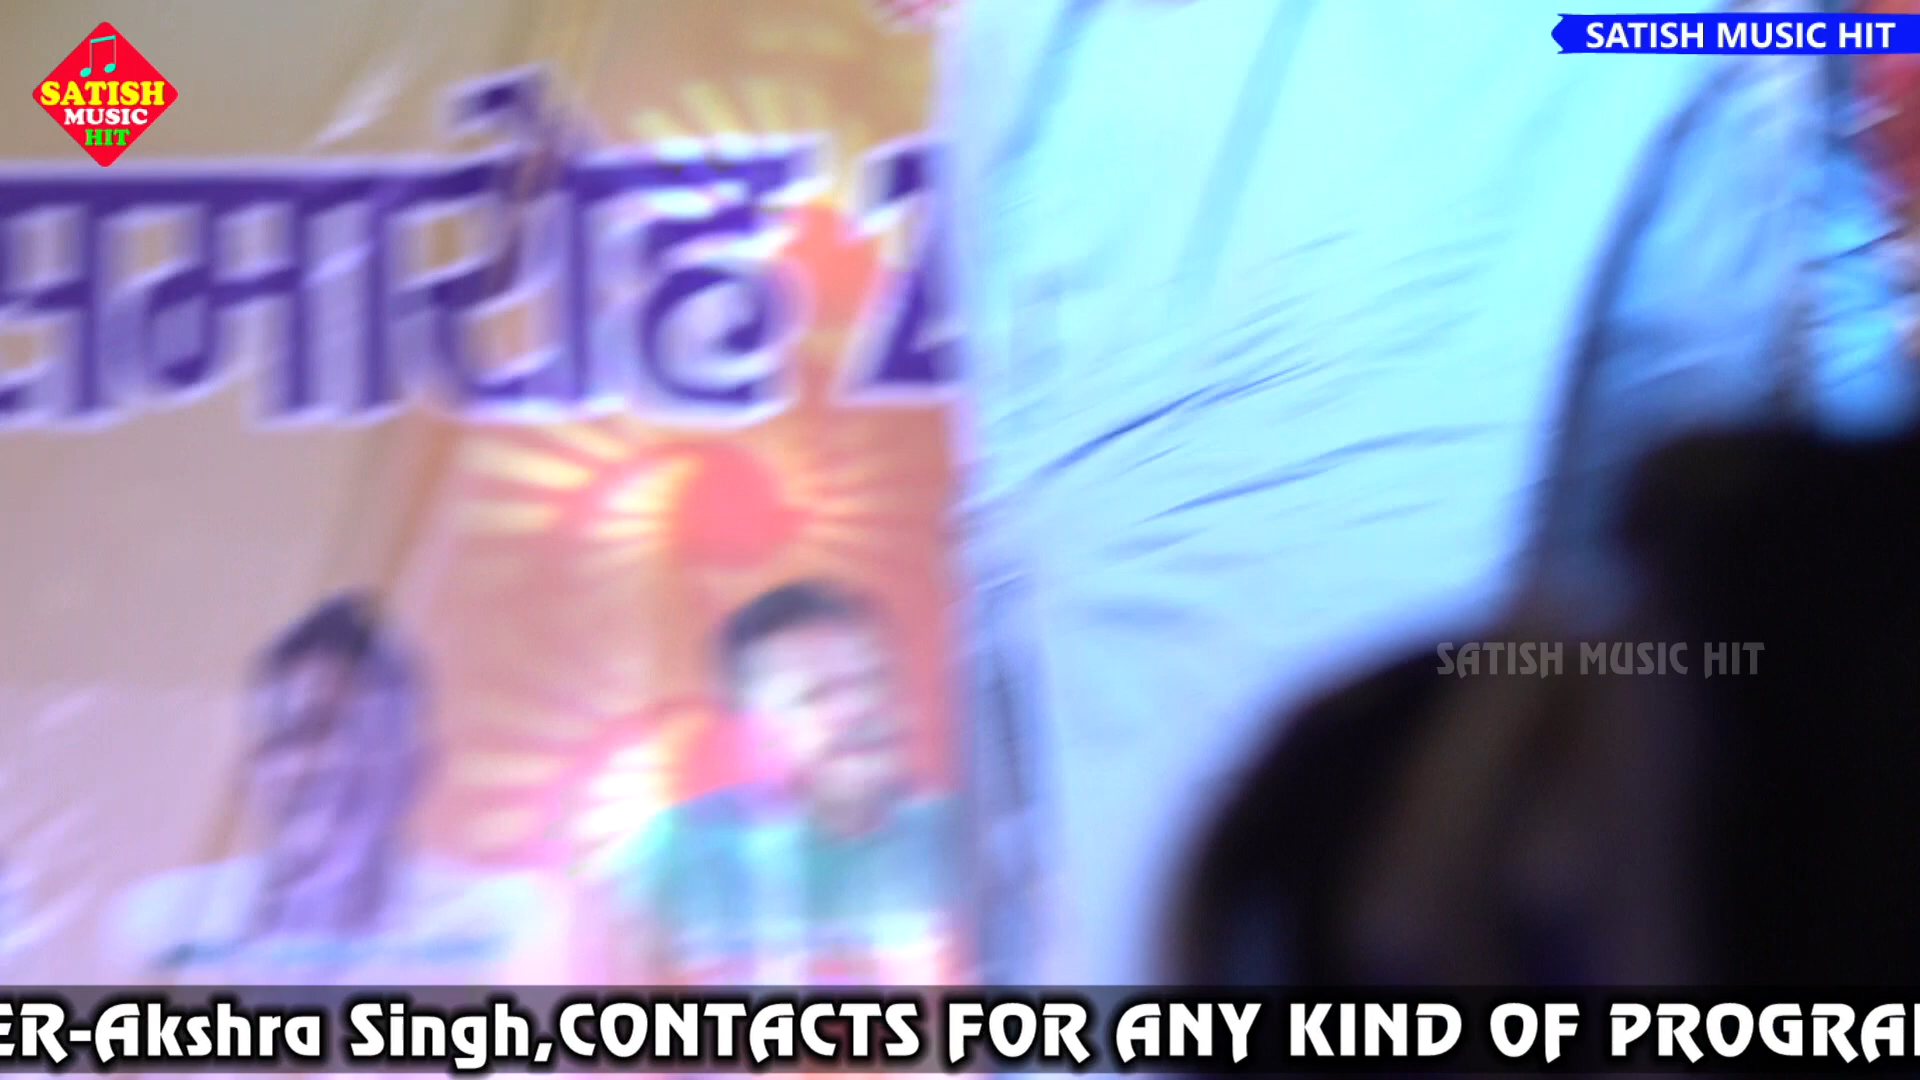 SATISH MUSIC HIT
SATISH
MUSIC
HIT
समारोह
SATISH MUSIC HIT
ER-Akshra Singh,CONTACTS FOR ANY KIND OF PROGRA